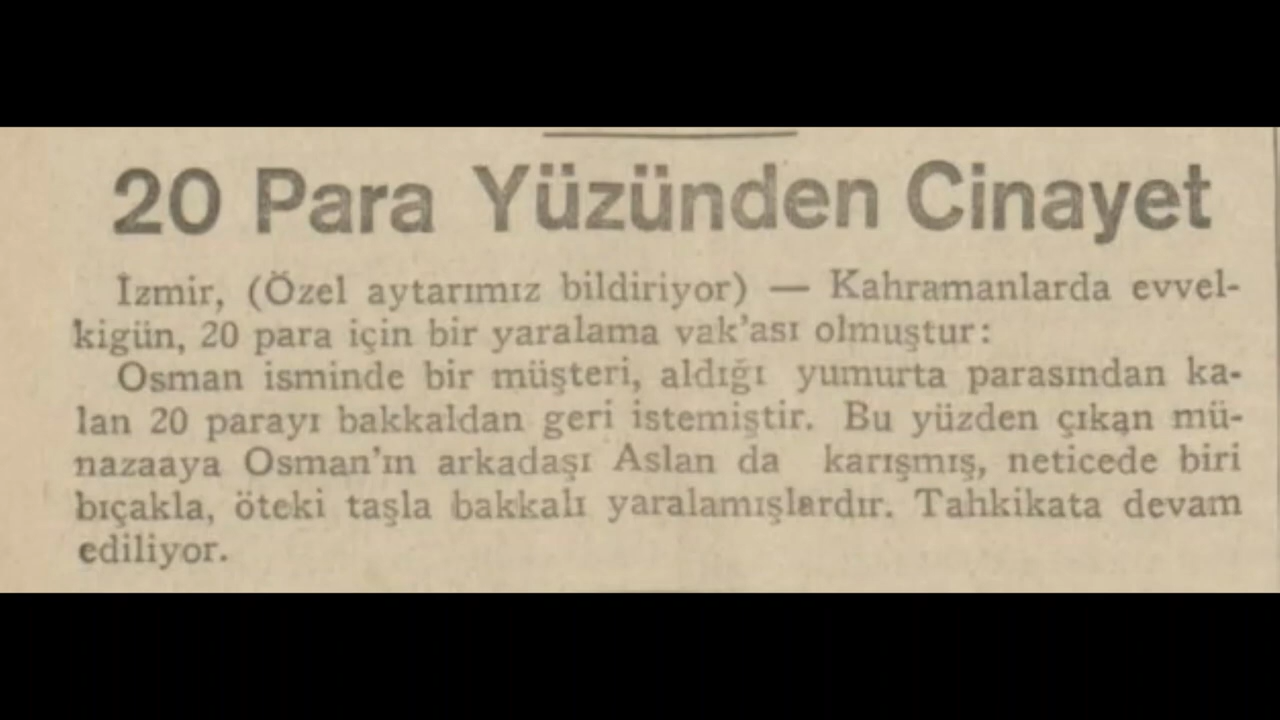 20 Para Yüzünden Cinayet
İzmir, (Özel aytarımız bildiriyor) — Kahramanlarda evvel-
kigün, 20 para için bir yaralama vak'ası olmuştur:
Osman isminde bir müşteri, aldığı yumurta parasından ka-
lan 20 parayı bakkaldan geri istemiştir. Bu yüzden çıkan mü-
nazaaya Osman'ın arkadaşı Aslan da karışmış, neticede biri
bıçakla, öteki taşla bakkalı yaralamışlardır. Tahkikata devam
ediliyor.